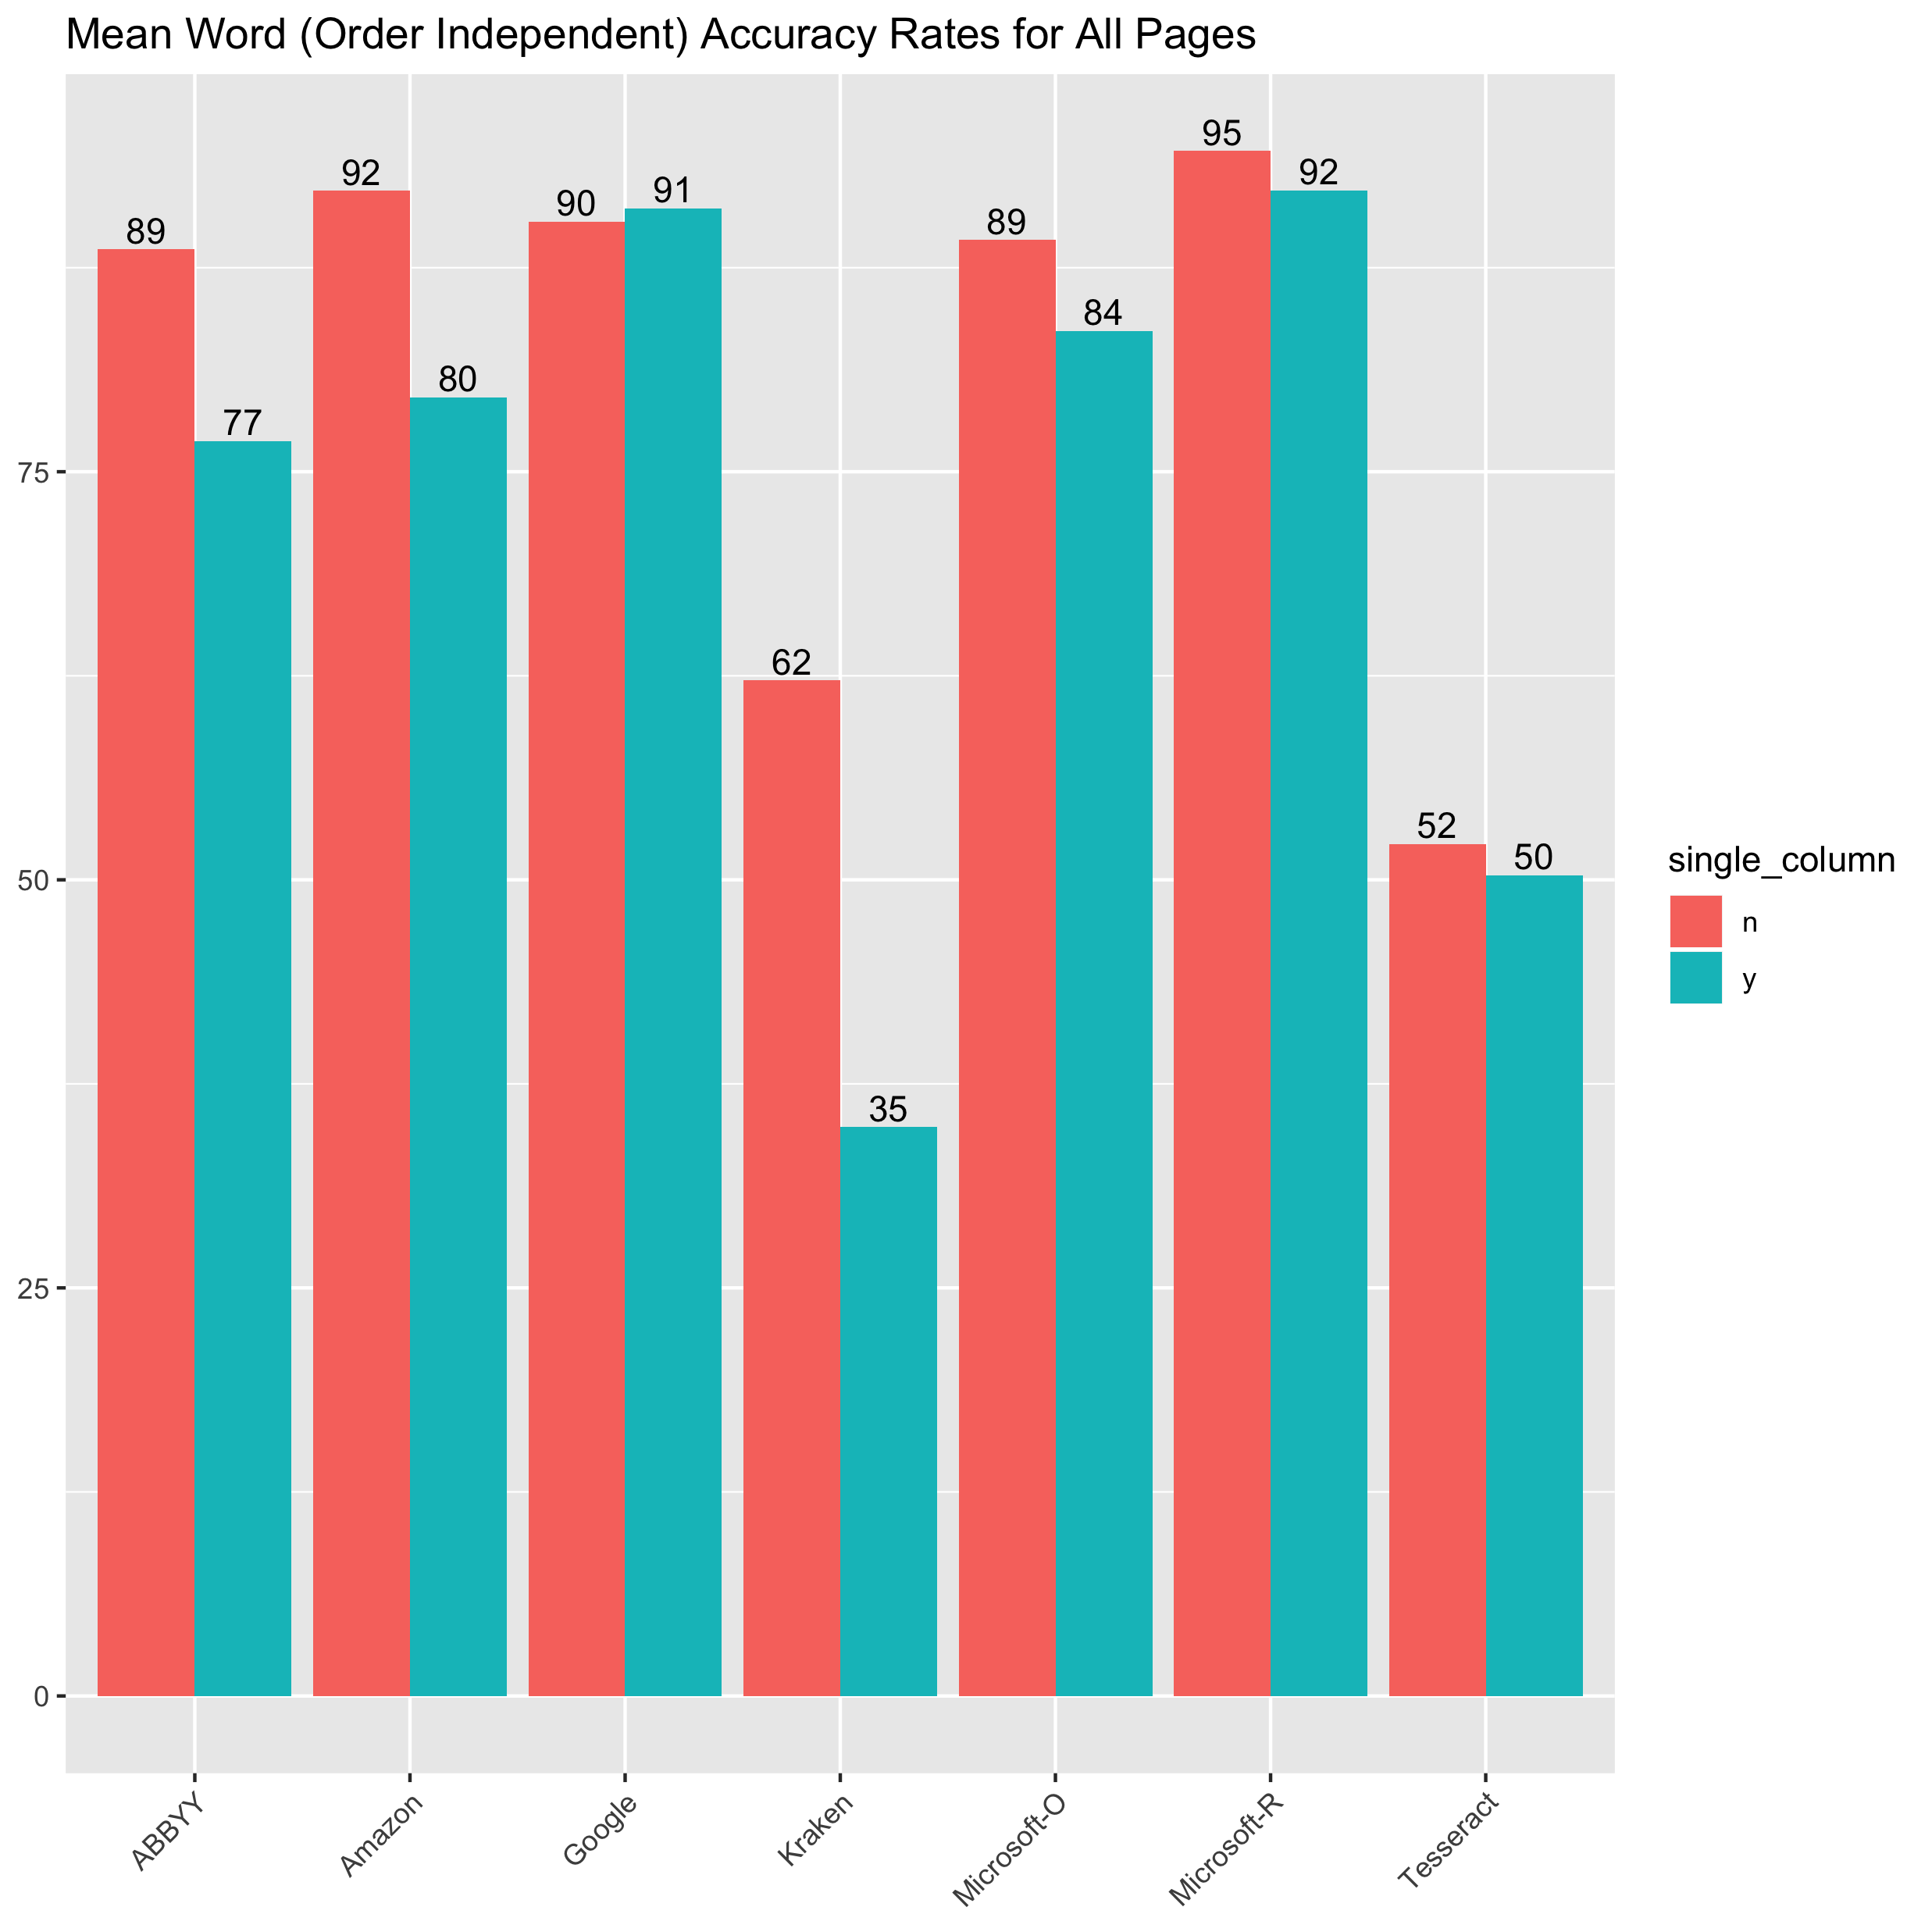 Mean Word (Order Independent) Accuracy Rates for All Pages
89
77
92
80
90
91
62
35
89
84
95
92
52
50
75
50
25
0
ABBYY
Amazon
Google
Kraken
Microsoft-O
Microsoft-R
Tesseract
single_column
n
y